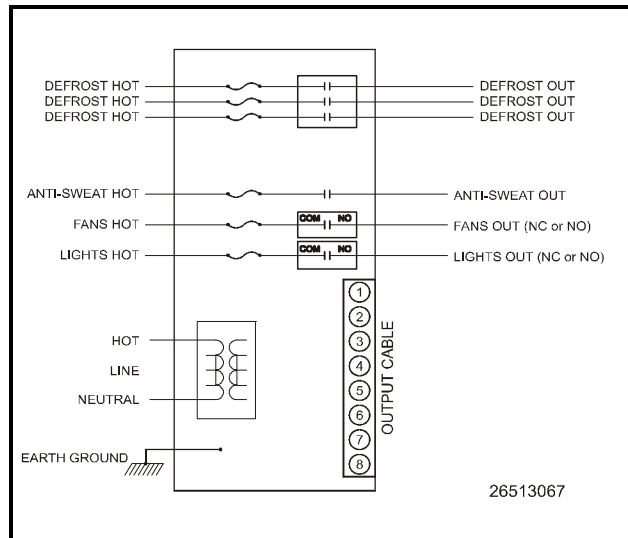 DEFROST HOT DEFROST OUT
DEFROST HOT DEFROST OUT
DEFROST HOT DEFROST OUT
ANTI-SWEAT HOT ANTI-SWEAT OUT
FANS HOT COM NO FANS OUT (NC or NO)
LIGHTS HOT COM NO LIGHTS OUT (NC or NO)
1
2
3
4
5
6
7
8
OUTPUT CABLE
HOT
LINE
NEUTRAL
EARTH GROUND
26513067